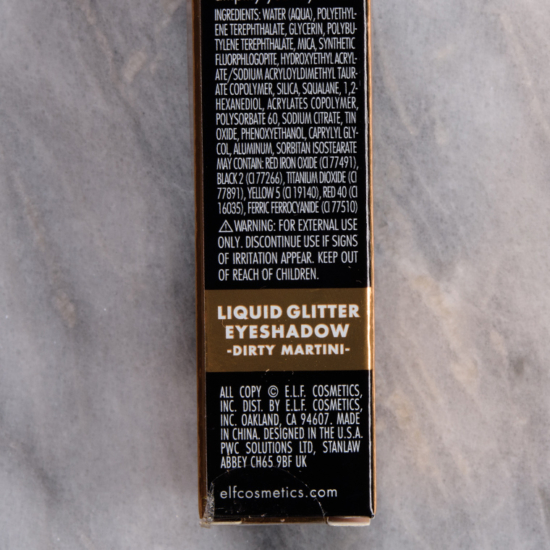 INGREDIENTS: WATER (AQUA), POLYETHYL-
ENE TEREPHTHALATE, GLYCERIN, POLYBU-
TYLENE TEREPHTHALATE, MICA, SYNTHETIC
FLUORPHLOGOPITE, HYDROXYETHYL ACRYL-
ATE/SODIUM ACRYLOYLDIMETHYL TAUR-
ATE COPOLYMER, SILICA, SQUALANE, 1,2-
HEXANEDIOL, ACRYLATES COPOLYMER,
POLYSORBATE 60, SODIUM CITRATE, TIN
OXIDE, PHENOXYETHANOL, CAPRYLYL GLY-
COL, ALUMINUM, SORBITAN ISOSTEARATE
MAY CONTAIN: RED IRON OXIDE (CI 77491),
BLACK 2 (CI 77266), TITANIUM DIOXIDE (CI
77891), YELLOW 5 (CI 19140), RED 40 (CI
16035), FERRIC FERROCYANIDE (CI 77510)
⚠WARNING: FOR EXTERNAL USE
ONLY. DISCONTINUE USE IF SIGNS
OF IRRITATION APPEAR. KEEP OUT
OF REACH OF CHILDREN.
LIQUID GLITTER
EYESHADOW
-DIRTY MARTINI-
ALL COPY © E.L.F. COSMETICS,
INC. DIST. BY E.L.F. COSMETICS,
INC. OAKLAND, CA 94607. MADE
IN CHINA. DESIGNED IN THE U.S.A.
PWC SOLUTIONS LTD, STANLAW
ABBEY CH65 9BF UK
elfcosmetics.com